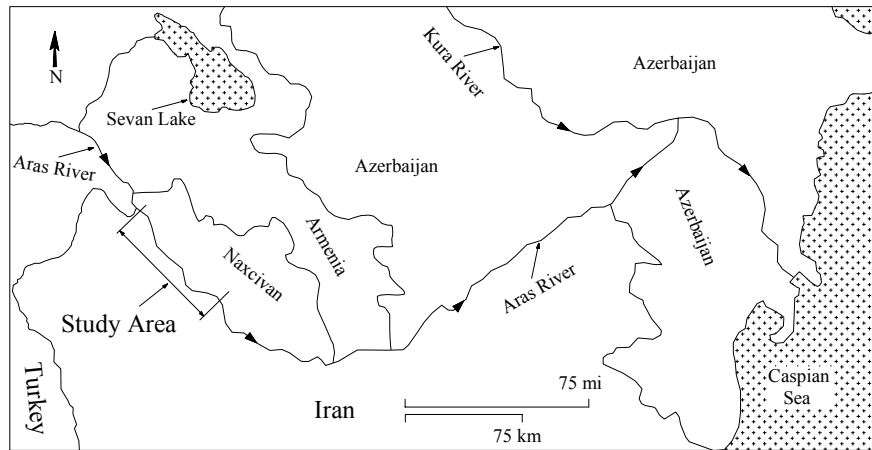 N
Sevan Lake
Aras River
Kura River
Azerbaijan
Azerbaijan
Armenia
Naxcivan
Azerbaijan
Aras River
Study Area
Turkey
Iran
75 mi
75 km
Caspian
Sea